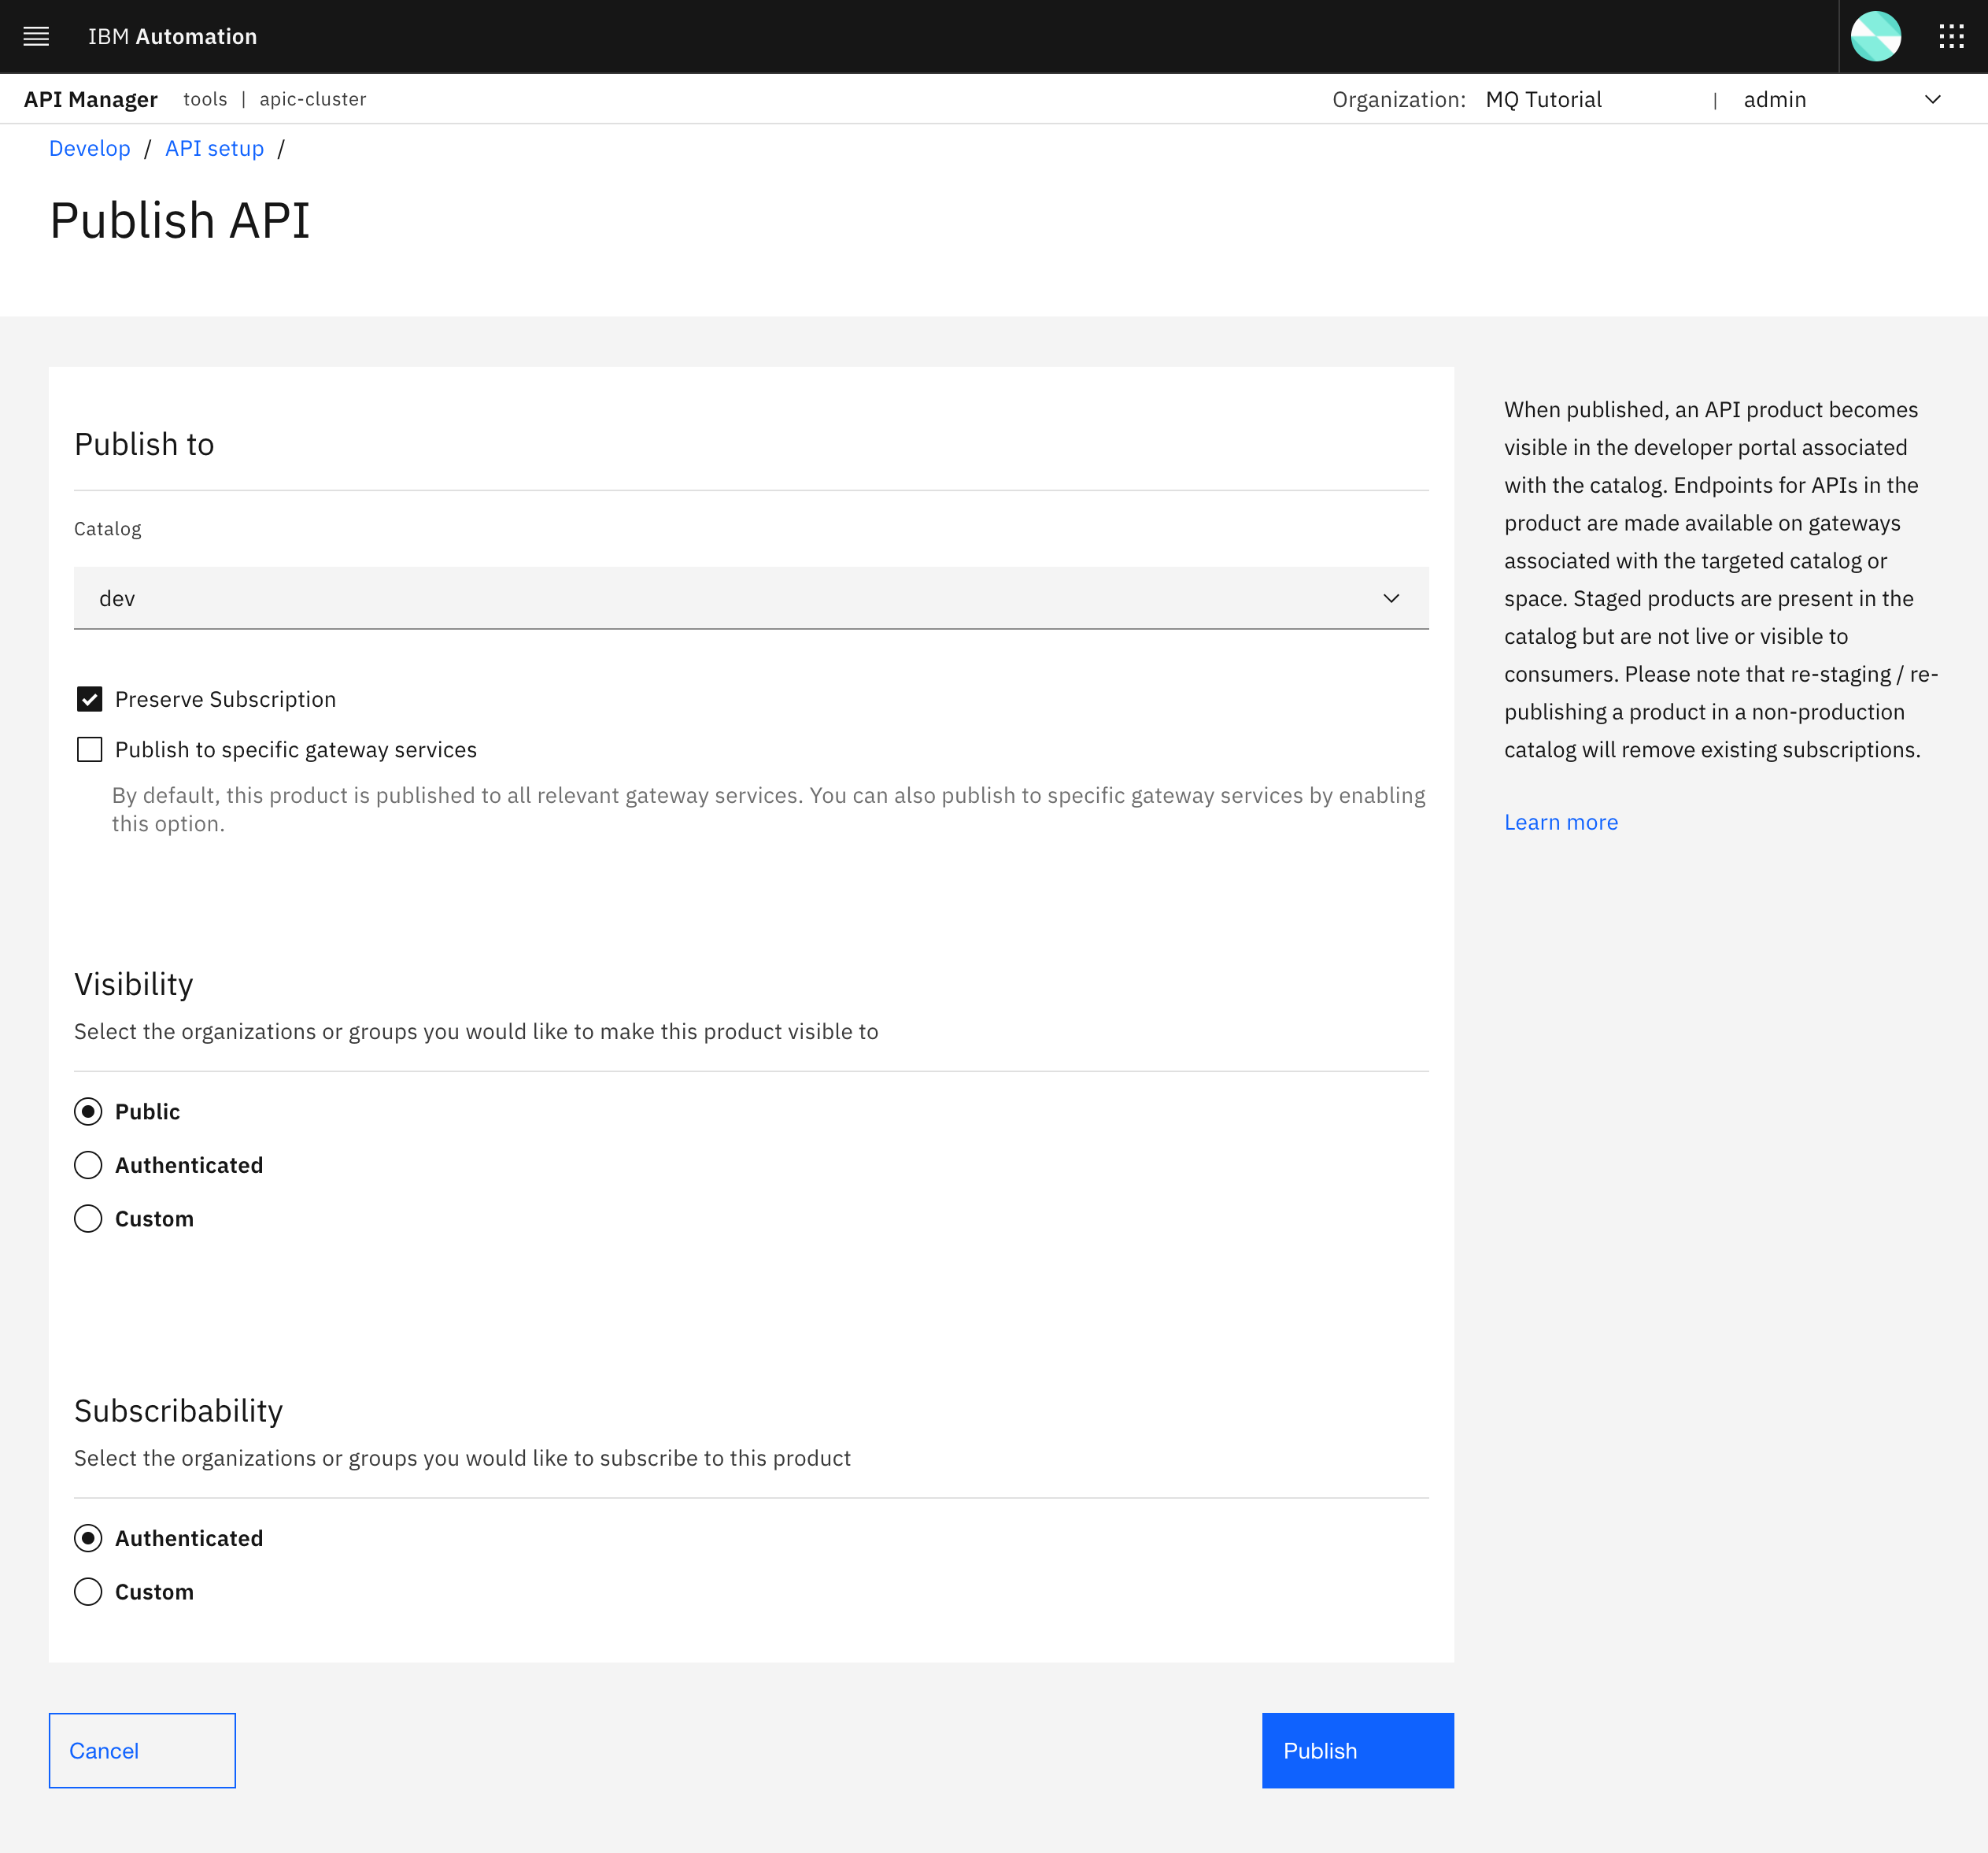 IBM Automation
API Manager tools | apic-cluster Organization: MQ Tutorial | admin
Develop / API setup /
Publish API
Publish to
Catalog
dev
Preserve Subscription
Publish to specific gateway services
By default, this product is published to all relevant gateway services. You can also publish to specific gateway services by enabling
this option.
Visibility
Select the organizations or groups you would like to make this product visible to
Public
Authenticated
Custom
Subscribability
Select the organizations or groups you would like to subscribe to this product
Authenticated
Custom
Cancel
Publish
When published, an API product becomes
visible in the developer portal associated
with the catalog. Endpoints for APIs in the
product are made available on gateways
associated with the targeted catalog or
space. Staged products are present in the
catalog but are not live or visible to
consumers. Please note that re-staging / re-
publishing a product in a non-production
catalog will remove existing subscriptions.
Learn more